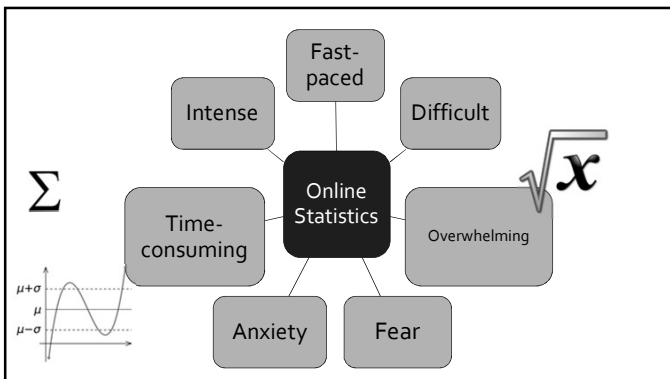 Fast-
paced
Intense
Difficult
Σ
√x
Online
Statistics
Time-
consuming
Overwhelming
μ+σ
μ
μ−σ
Anxiety
Fear